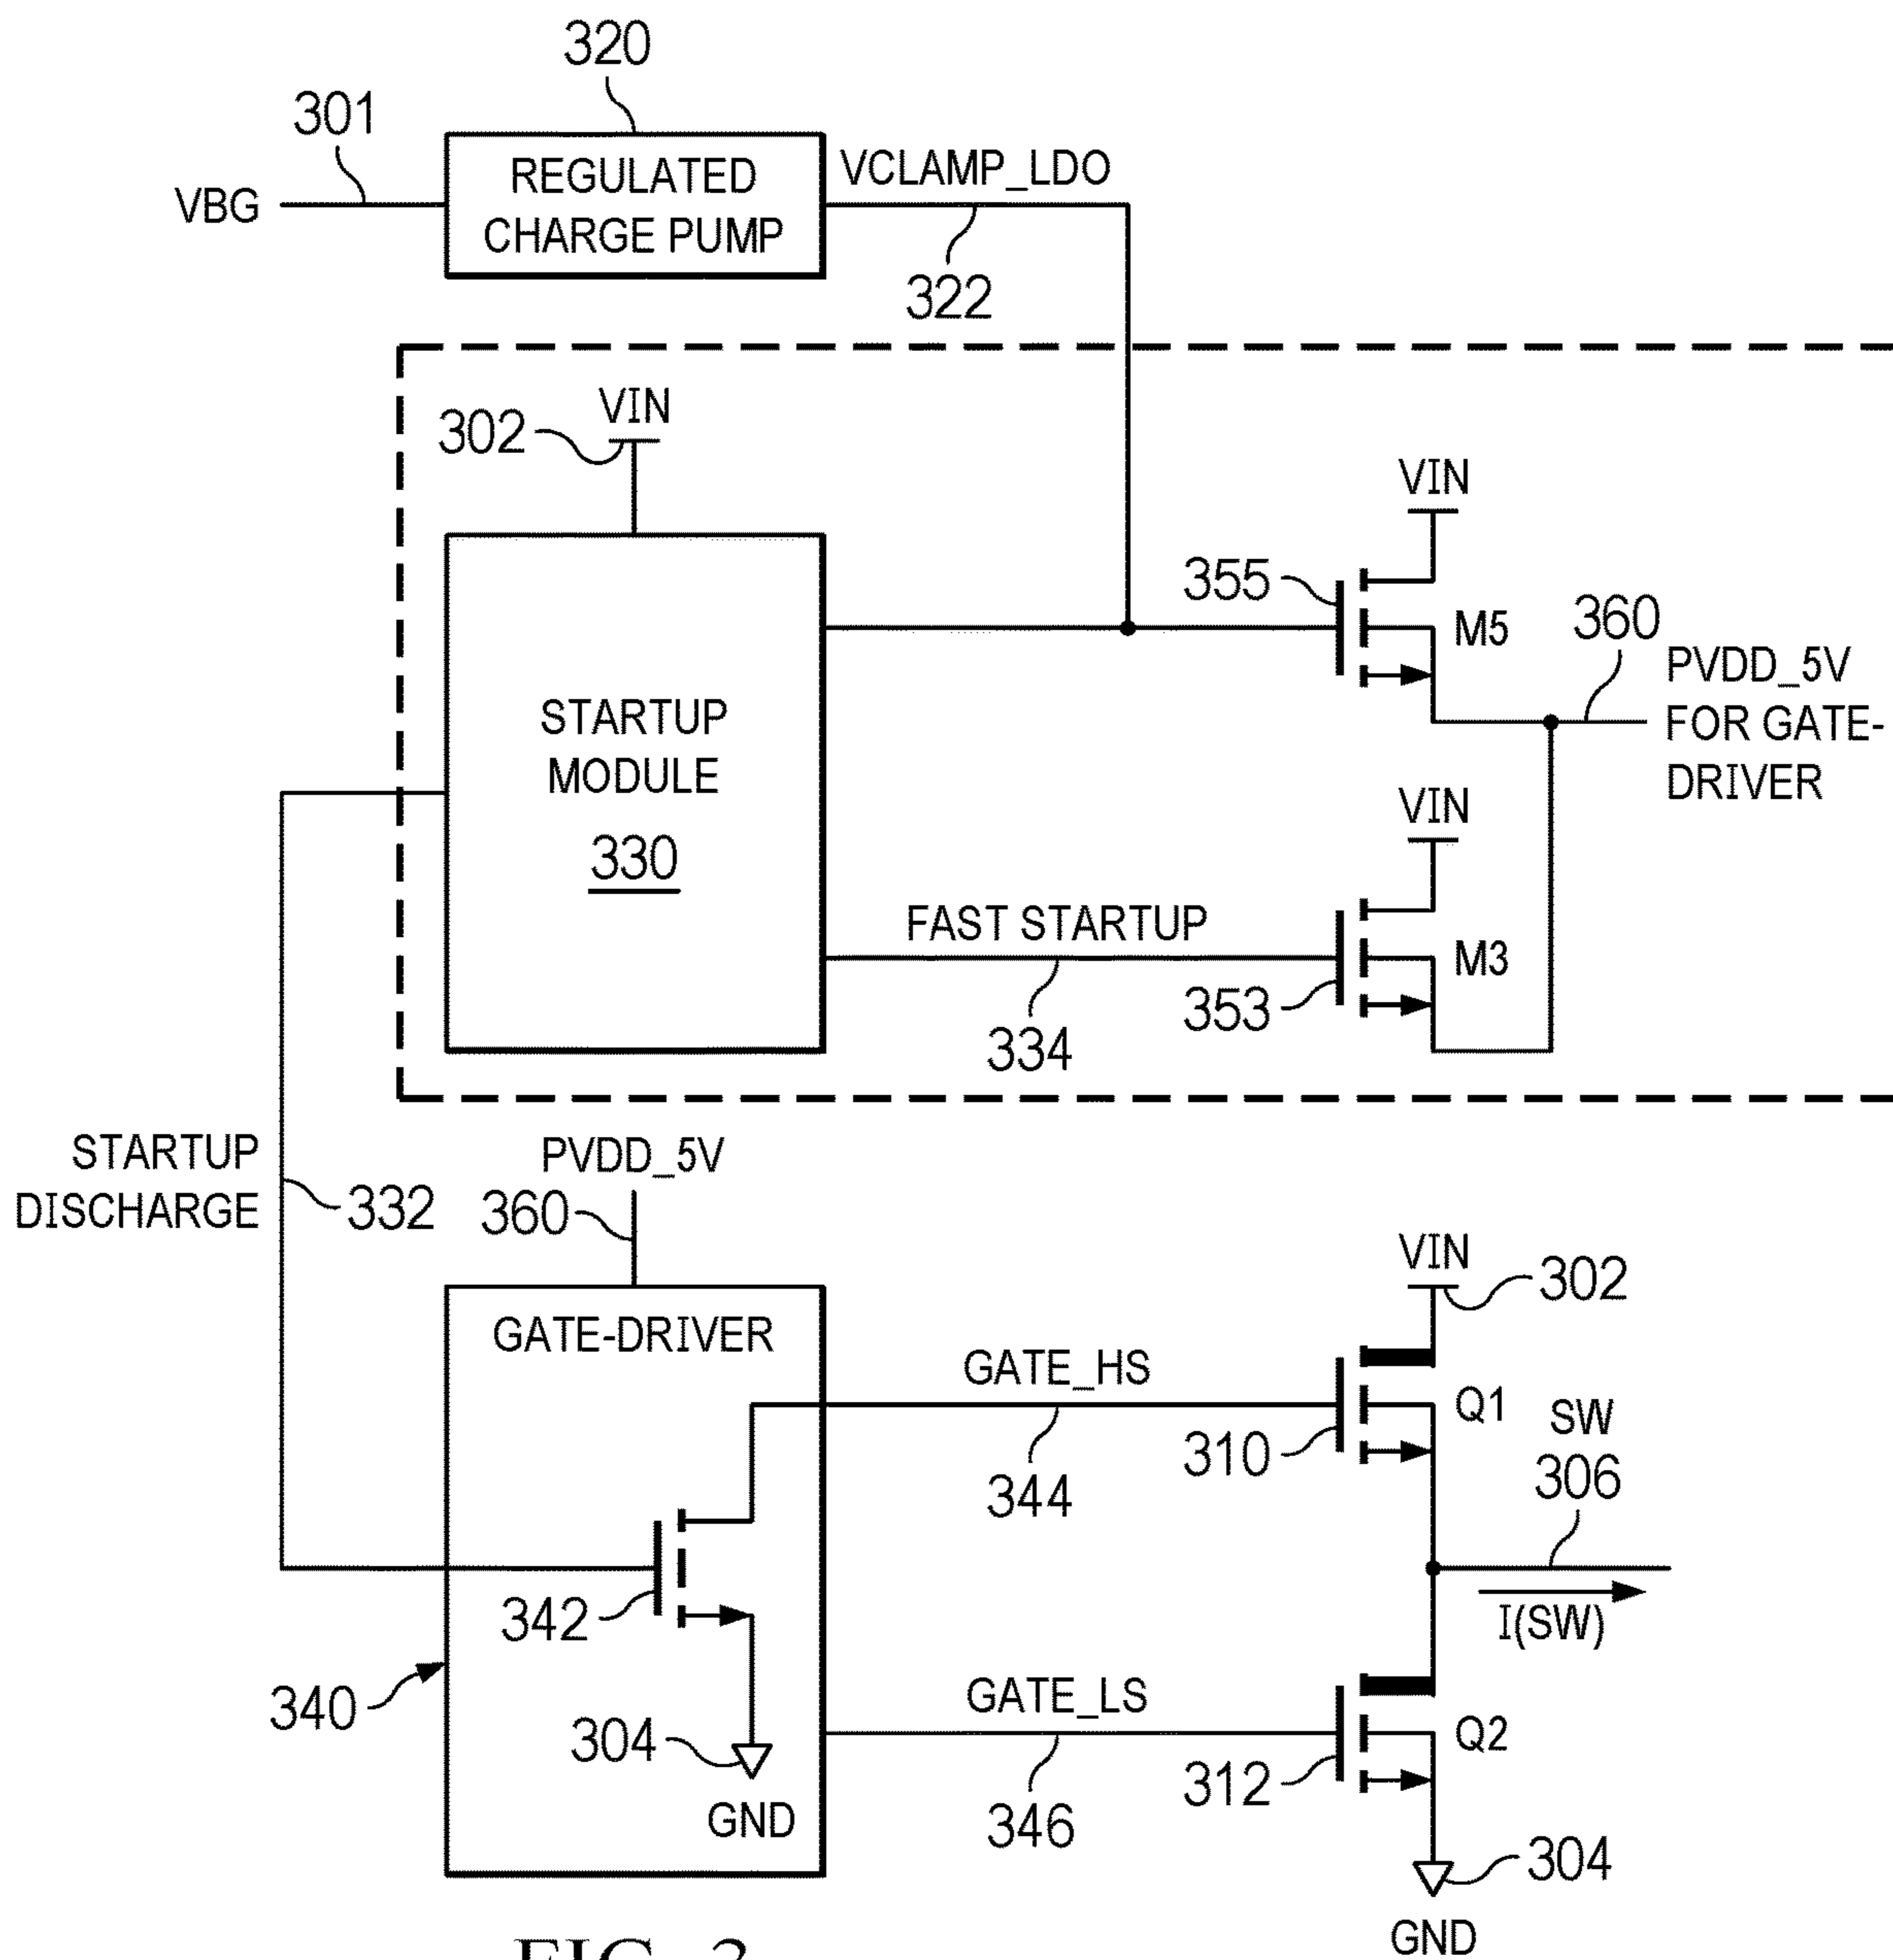 320
301
VBG
REGULATED
CHARGE PUMP
VCLAMP_LDO
322
302
VIN
STARTUP
MODULE
330
VIN
355
M5
360
PVDD_5V
FOR GATE-
DRIVER
VIN
FAST STARTUP
334
353
M3
STARTUP
DISCHARGE
332
PVDD_5V
360
GATE-DRIVER
342
340
304
GND
GATE_HS
344
GATE_LS
346
VIN
302
310
Q1
SW
306
I(SW)
312
Q2
304
GND
FIG. 3